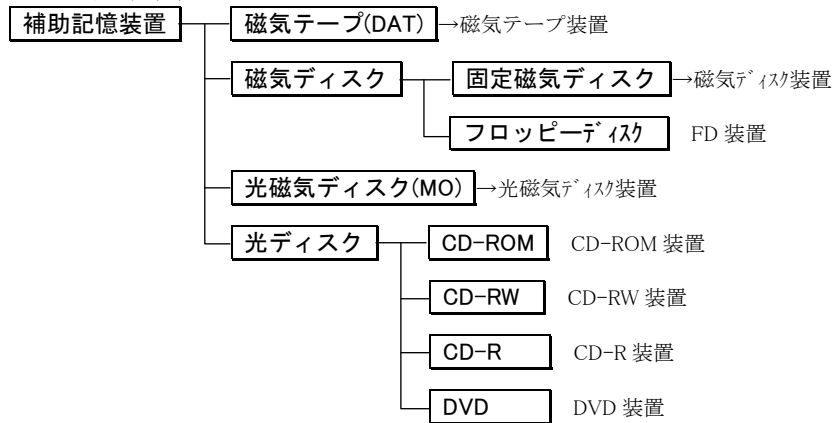 補助記憶装置 磁気テープ(DAT) →磁気テープ装置
磁気ディスク 固定磁気ディスク →磁気ディスク装置
フロッピーディスク FD 装置
光磁気ディスク(MO) →光磁気ディスク装置
光ディスク CD-ROM CD-ROM 装置
CD-RW CD-RW 装置
CD-R CD-R 装置
DVD DVD 装置